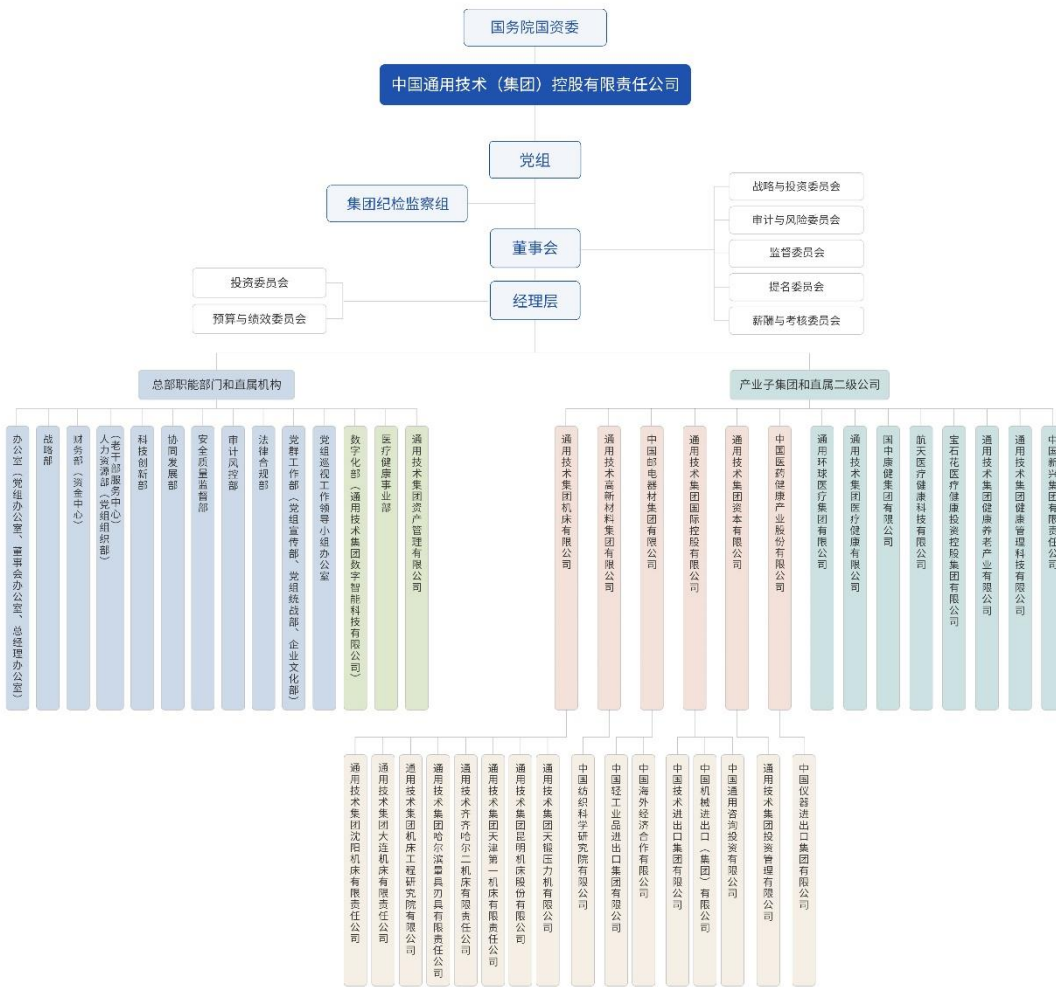 国务院国资委
中国通用技术（集团）控股有限责任公司
党组
集团纪检监察组
董事会
战略与投资委员会
审计与风险委员会
监督委员会
提名委员会
薪酬与考核委员会
经理层
投资委员会
预算与绩效委员会
总部职能部门和直属机构
产业子集团和直属二级公司
办公室（党组办公室、董事会办公室、总经理办公室）
战略部
财务部（资金中心）
人力资源部（党组组织部）
（老干部服务中心）
科技创新部
协同发展部
安全质量监督部
审计风控部
法律合规部
党群工作部（党组宣传部、党组统战部、企业文化部）
党组巡视工作领导小组办公室
数字化部（通用技术集团数字智能科技有限公司）
医疗健康事业部
通用技术集团资产管理有限公司
通用技术集团机床有限公司
通用技术高新材料集团有限公司
中国邮电器材集团有限公司
通用技术集团国际控股有限公司
通用技术集团资本有限公司
中国医药健康产业股份有限公司
通用环球医疗集团有限公司
通用技术集团医疗健康有限公司
国中康健集团有限公司
航天医疗健康科技有限公司
宝石花医疗健康投资控股集团有限公司
通用技术集团健康养老产业有限公司
通用技术集团健康管理科技有限公司
中国新兴集团有限责任公司
通用技术集团沈阳机床有限责任公司
通用技术集团大连机床有限责任公司
通用技术集团机床工程研究院有限公司
通用技术集团哈尔滨量具刃具有限责任公司
通用技术齐齐哈尔二机床有限责任公司
通用技术集团天津第一机床有限责任公司
通用技术集团昆明机床股份有限公司
通用技术集团天锻压力机有限公司
中国纺织科学研究院有限公司
中国轻工业品进出口集团有限公司
中国海外经济合作有限公司
中国技术进出口集团有限公司
中国机械进出口（集团）有限公司
中国通用咨询投资有限公司
通用技术集团投资管理有限公司
中国仪器进出口集团有限公司